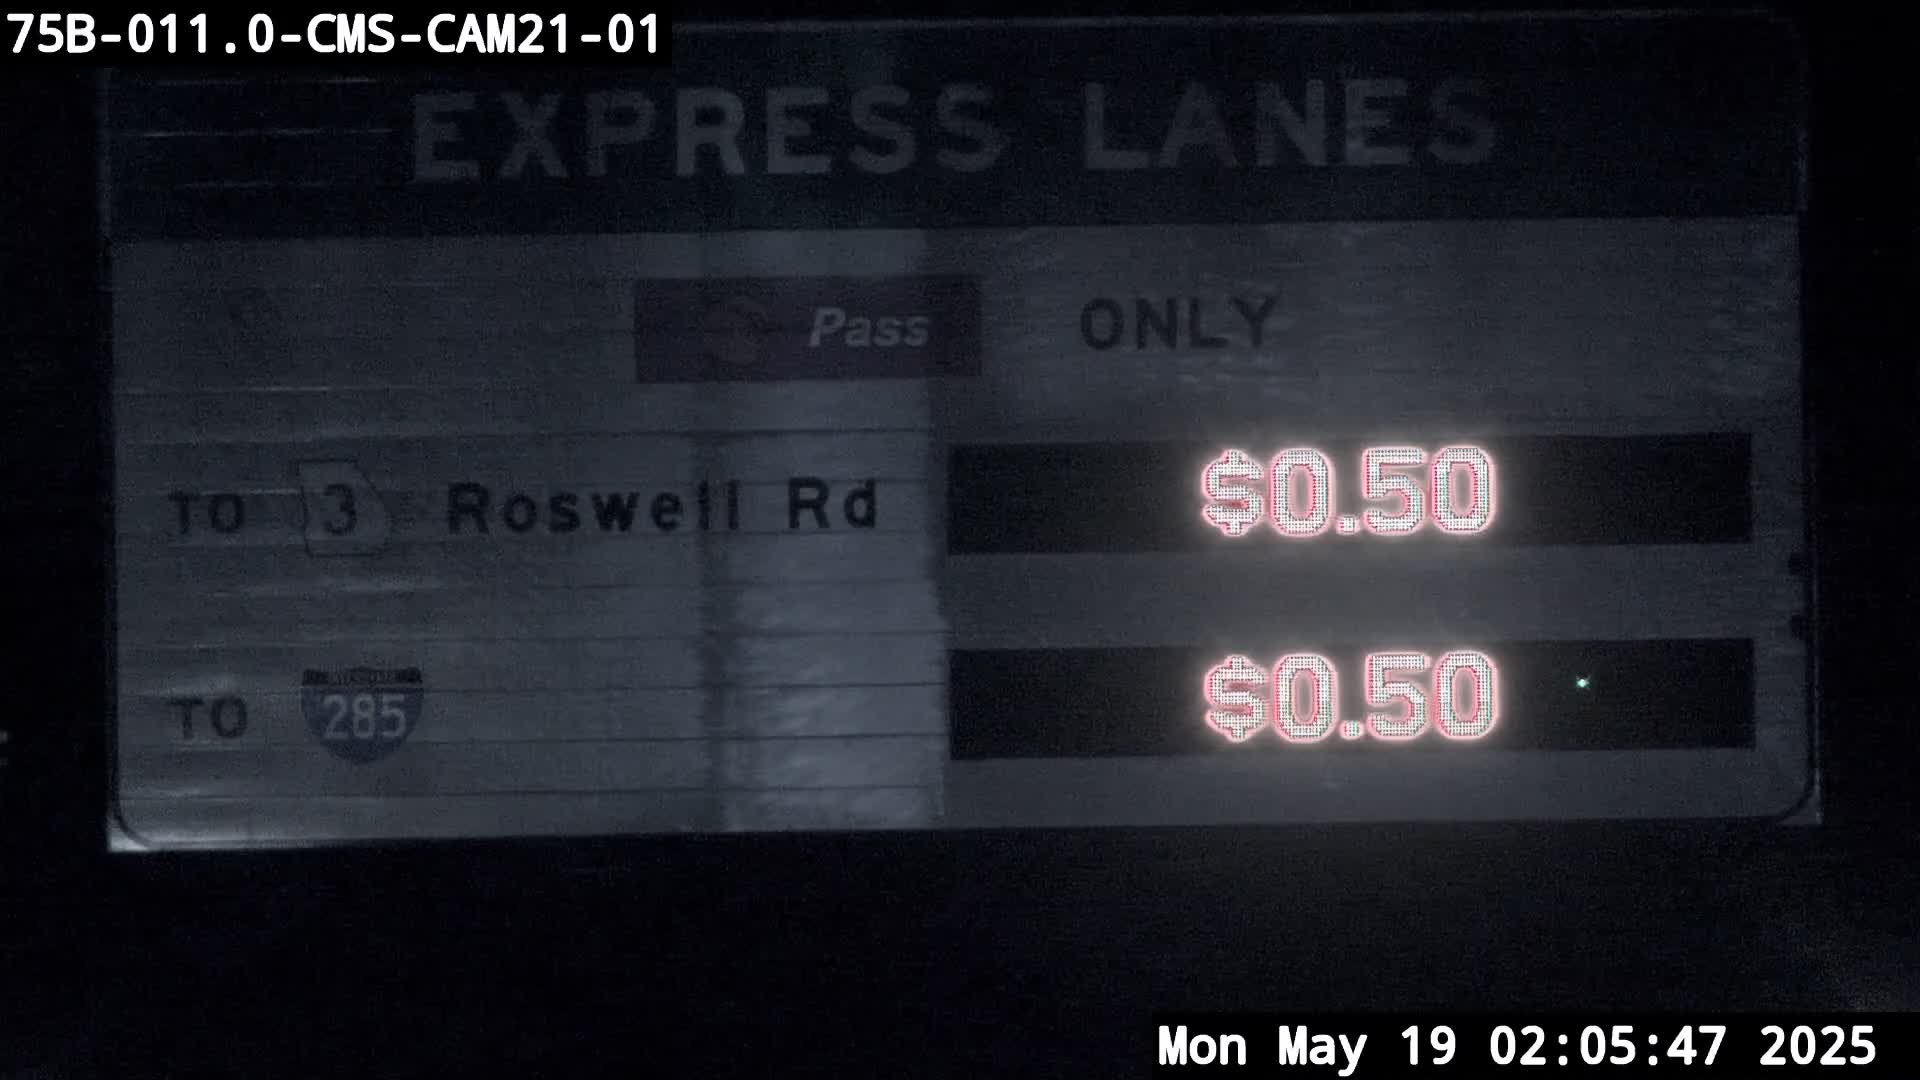 75B-011.0-CMS-CAM21-01
EXPRESS LANES
Pass ONLY
TO 3 Roswell Rd $0.50
TO 285 $0.50
Mon May 19 02:05:47 2025